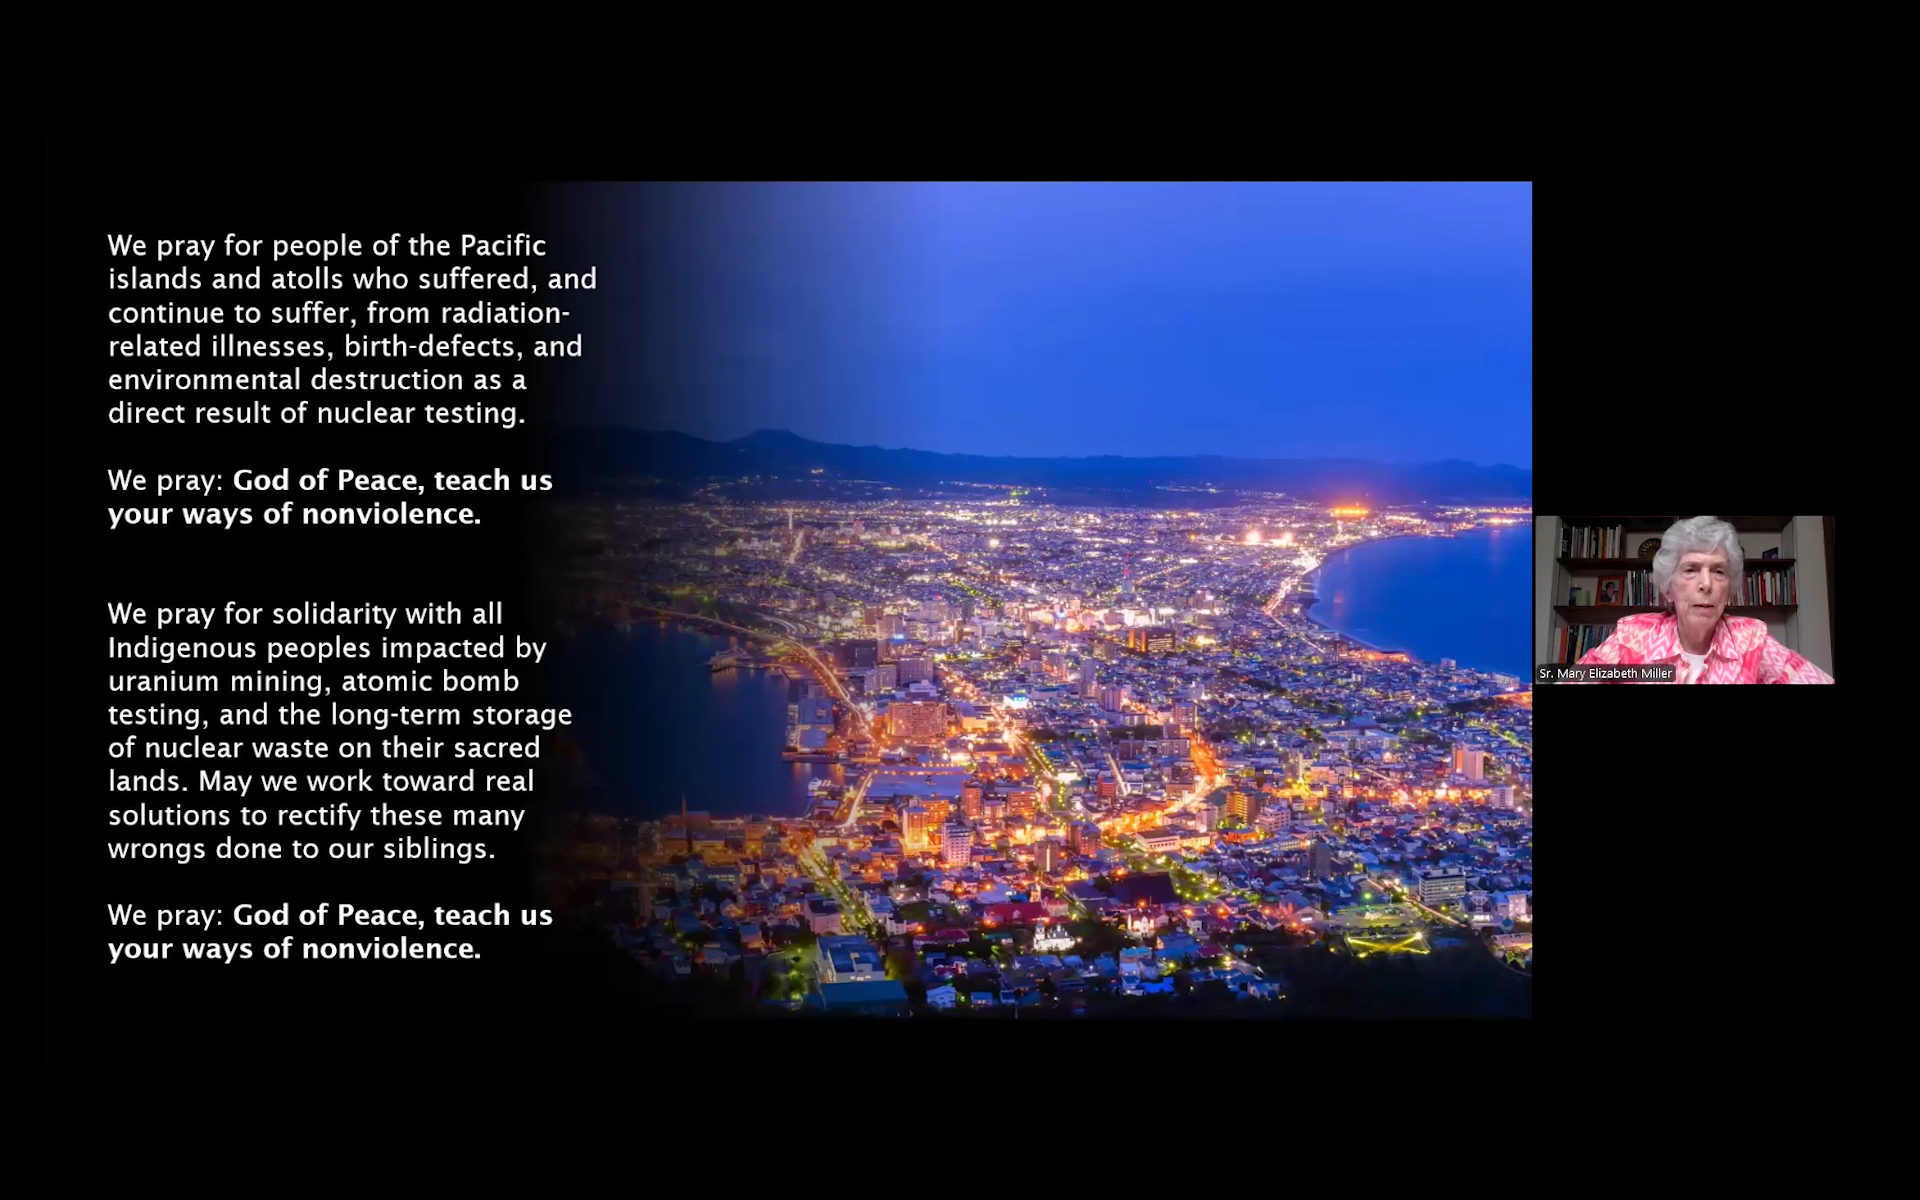 We pray for people of the Pacific
islands and atolls who suffered, and
continue to suffer, from radiation-
related illnesses, birth-defects, and
environmental destruction as a
direct result of nuclear testing.
We pray: God of Peace, teach us
your ways of nonviolence.
We pray for solidarity with all
Indigenous peoples impacted by
uranium mining, atomic bomb
testing, and the long-term storage
of nuclear waste on their sacred
lands. May we work toward real
solutions to rectify these many
wrongs done to our siblings.
We pray: God of Peace, teach us
your ways of nonviolence.
Sr. Mary Elizabeth Miller